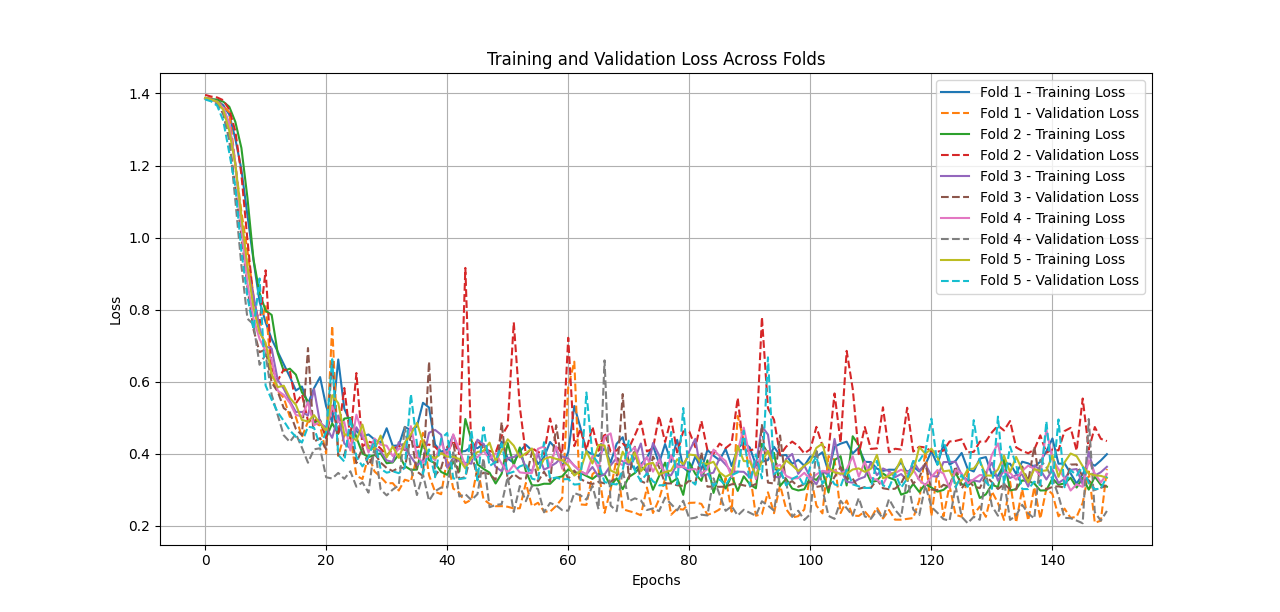 Training and Validation Loss Across Folds
1.4
1.2
1.0
0.8
0.6
0.4
0.2
Loss
0 20 40 60 80 100 120 140
Epochs
Fold 1 - Training Loss
Fold 1 - Validation Loss
Fold 2 - Training Loss
Fold 2 - Validation Loss
Fold 3 - Training Loss
Fold 3 - Validation Loss
Fold 4 - Training Loss
Fold 4 - Validation Loss
Fold 5 - Training Loss
Fold 5 - Validation Loss